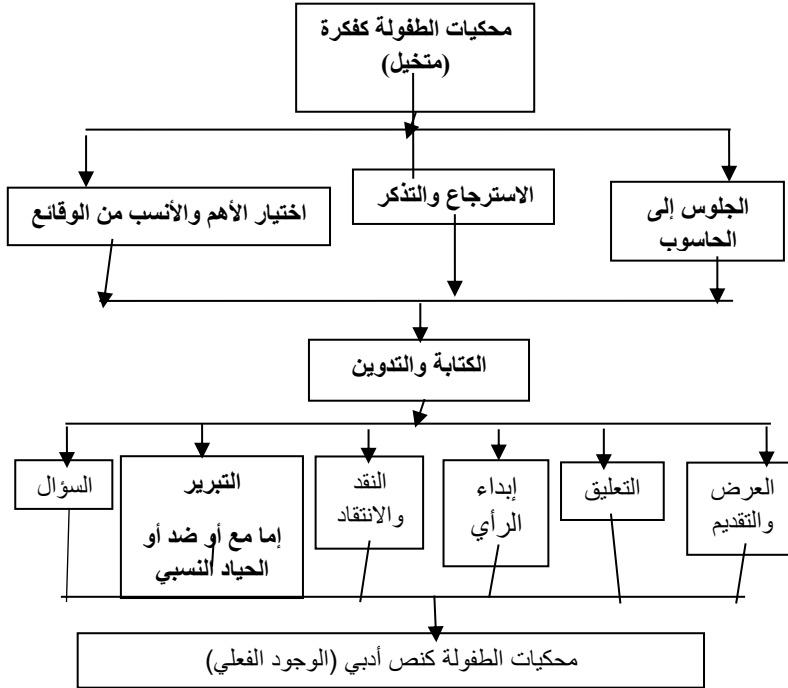 محكيات الطفولة كفكرة
(متخيل)
الجلوس إلى
الحاسوب
الاسترجاع والتذكر
اختيار الأهم والأنسب من الوقائع
الكتابة والتدوين
العرض
والتقديم
التعليق
إبداء
الرأي
النقد
والانتقاد
التبرير
إما مع أو ضد أو
الحياد النسبي
السؤال
محكيات الطفولة كنص أدبي (الوجود الفعلي)